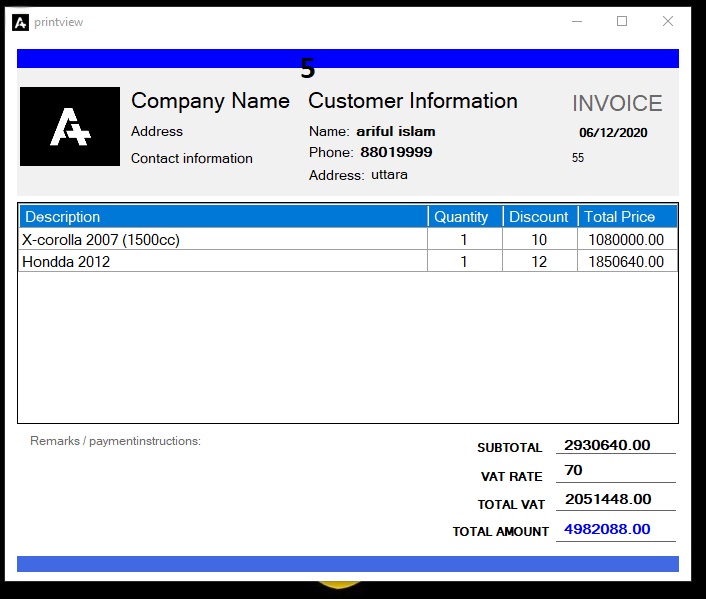 printview
5
Company Name
Address
Contact information
Customer Information
Name: ariful islam
Phone: 88019999
Address: uttara
INVOICE
06/12/2020
55
Description Quantity Discount Total Price
X-corolla 2007 (1500cc) 1 10 1080000.00
Hondda 2012 1 12 1850640.00
Remarks / paymentinstructions:
SUBTOTAL 2930640.00
VAT RATE 70
TOTAL VAT 2051448.00
TOTAL AMOUNT 4982088.00